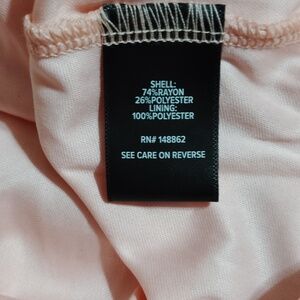 SHELL:
74%RAYON
26%POLYESTER
LINING:
100%POLYESTER
RN# 148862
SEE CARE ON REVERSE